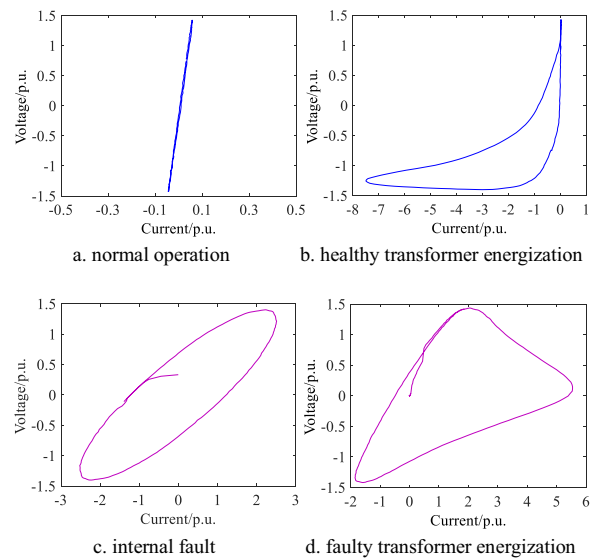 1.5
1
0.5
0
-0.5
-1
-1.5
Voltage/p.u.
-0.5 -0.3 -0.1 0.1 0.3 0.5
Current/p.u.
a. normal operation
1.5
1
0.5
0
-0.5
-1
-1.5
Voltage/p.u.
-8 -7 -6 -5 -4 -3 -2 -1 0 1
Current/p.u.
b. healthy transformer energization
1.5
1
0.5
0
-0.5
-1
-1.5
Voltage/p.u.
-3 -2 -1 0 1 2 3
Current/p.u.
c. internal fault
1.5
1
0.5
0
-0.5
-1
-1.5
Voltage/p.u.
-2 -1 0 1 2 3 4 5 6
Current/p.u.
d. faulty transformer energization